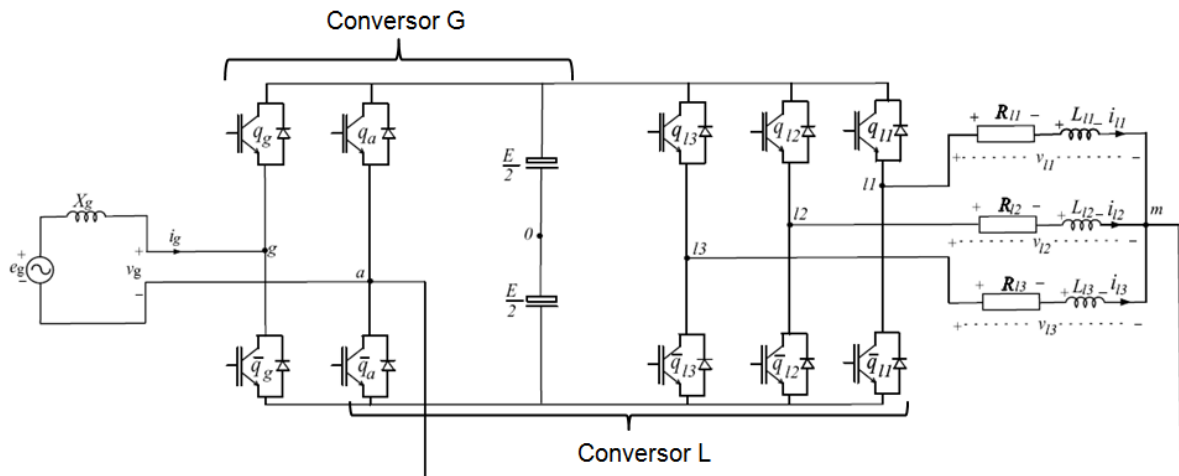 Conversor G
q_g
q_a
q_l3
q_l2
q_l1
E/2
+ R_l1 − + L_l1 − i_l1
+ v_l1 −
l1
X_g
i_g
g
+ e_g −
+ v_g −
a
0
l2
+ R_l2 − + L_l2 − i_l2
m
+ v_l2 −
l3
E/2
+ R_l3 − + L_l3 − i_l3
+ v_l3 −
q̅_g
q̅_a
q̅_l3
q̅_l2
q̅_l1
Conversor L